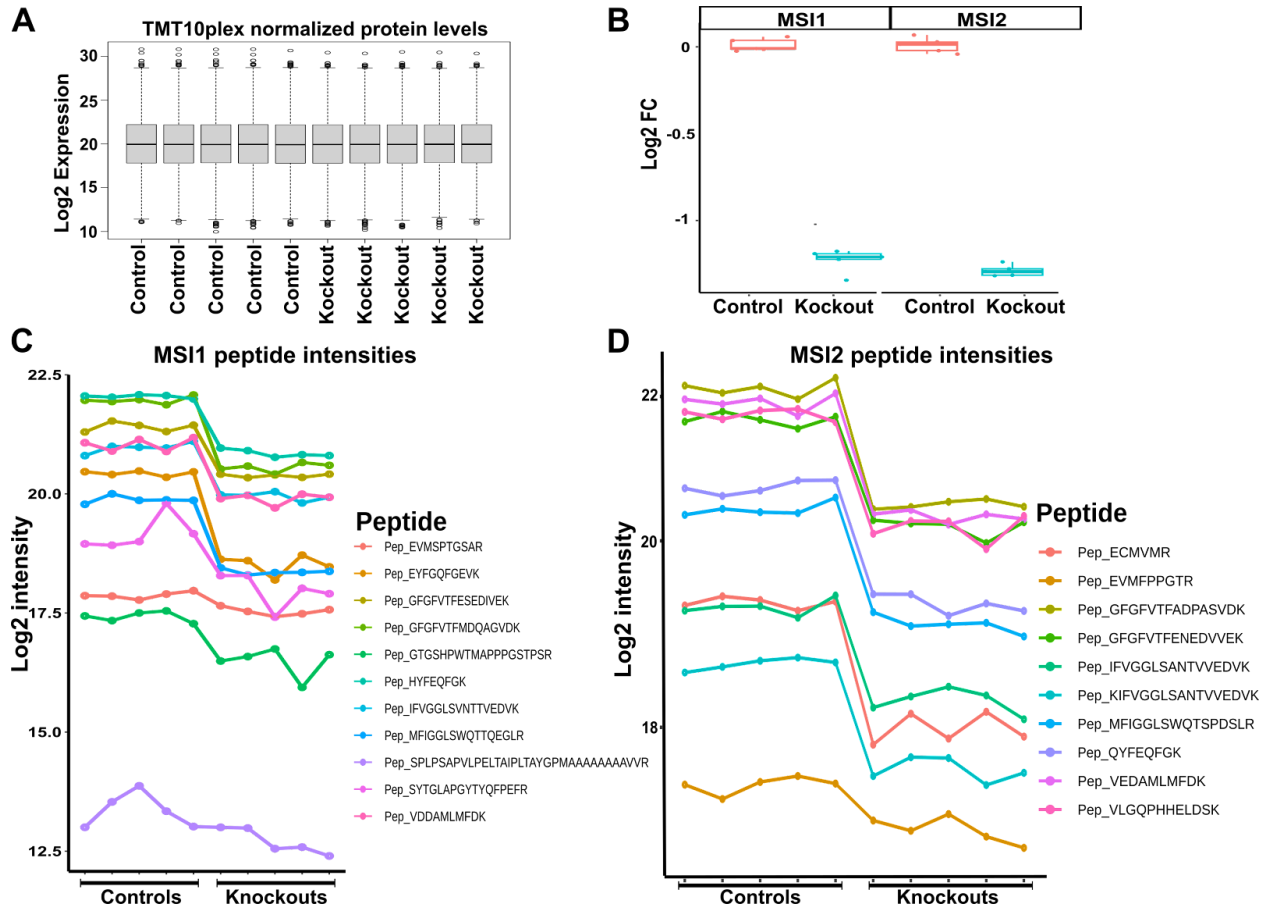 A
TMT10plex normalized protein levels
Log2 Expression
30
25
20
15
10
Control
Control
Control
Control
Control
Kockout
Kockout
Kockout
Kockout
Kockout
B
MSI1
MSI2
Log2 FC
0
-0.5
-1
Control
Kockout
Control
Kockout
C
MSI1 peptide intensities
Log2 intensity
22.5
20.0
17.5
15.0
12.5
Controls
Knockouts
Peptide
Pep_EVMSPTGSAR
Pep_EYFGQFGEVK
Pep_GFGFVTFESEDIVEK
Pep_GFGFVTFMDQAGVDK
Pep_GTGSHPWTMAPPPGSTPSR
Pep_HYFEQFGK
Pep_IFVGGLSVNTTVEDVK
Pep_MFIGGLSWQTTQEGLR
Pep_SPLPSAPVLPELTAIPLTAYGPMAAAAAAAAVVR
Pep_SYTGLAPGYTYQFPEFR
Pep_VDDAMLMFDK
D
MSI2 peptide intensities
Log2 intensity
22
20
18
Controls
Knockouts
Peptide
Pep_ECMVMR
Pep_EVMFPPGTR
Pep_GFGFVTFADPASVDK
Pep_GFGFVTFENEDVVEK
Pep_IFVGGLSANTVVEDVK
Pep_KIFVGGLSANTVVEDVK
Pep_MFIGGLSWQTSPDSLR
Pep_QYFEQFGK
Pep_VEDAMLMFDK
Pep_VLGQPHHELDSK